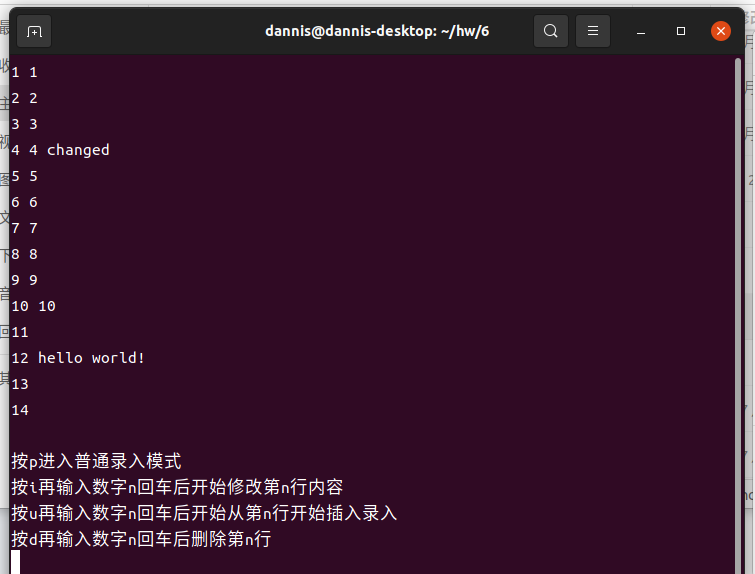 dannis@dannis-desktop: ~/hw/6
1 1
2 2
3 3
4 4 changed
5 5
6 6
7 7
8 8
9 9
10 10
11
12 hello world!
13
14
按p进入普通录入模式
按i再输入数字n回车后开始修改第n行内容
按u再输入数字n回车后开始从第n行开始插入录入
按d再输入数字n回车后删除第n行